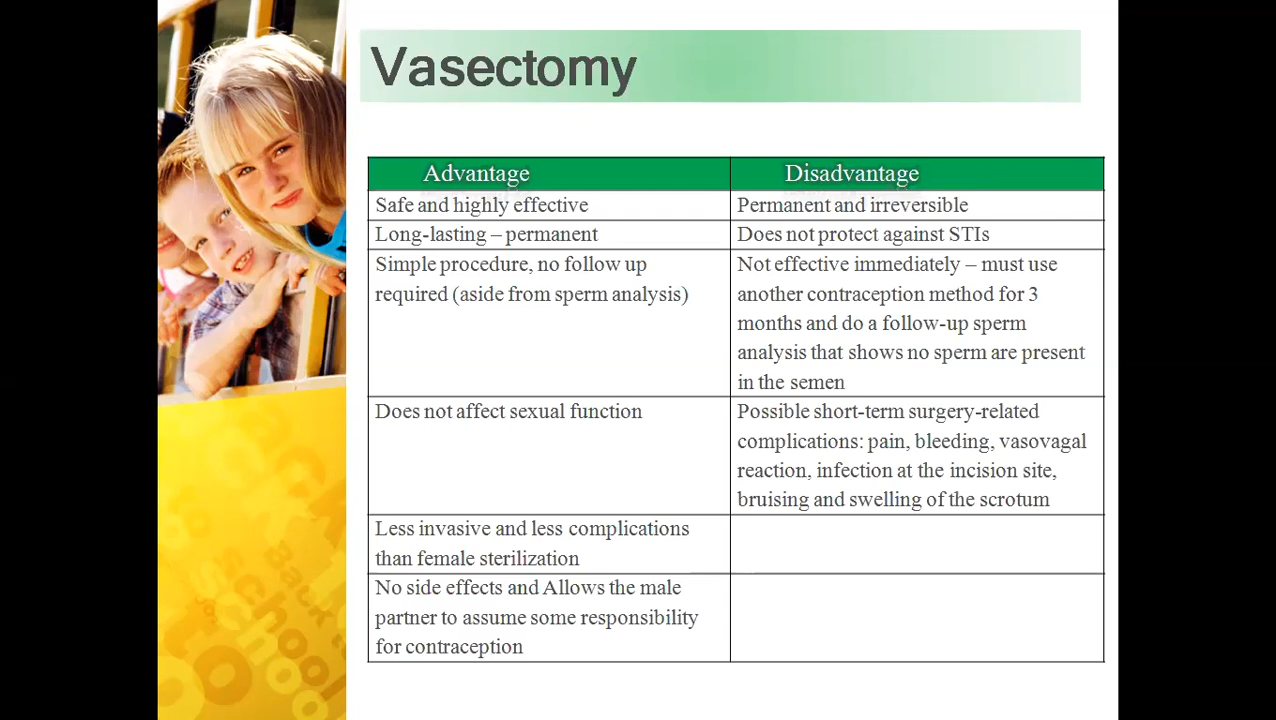 Vasectomy
Advantage
Disadvantage
Safe and highly effective
Permanent and irreversible
Long-lasting – permanent
Does not protect against STIs
Simple procedure, no follow up
required (aside from sperm analysis)
Not effective immediately – must use
another contraception method for 3
months and do a follow-up sperm
analysis that shows no sperm are present
in the semen
Does not affect sexual function
Possible short-term surgery-related
complications: pain, bleeding, vasovagal
reaction, infection at the incision site,
bruising and swelling of the scrotum
Less invasive and less complications
than female sterilization
No side effects and Allows the male
partner to assume some responsibility
for contraception
school
Back
to
school